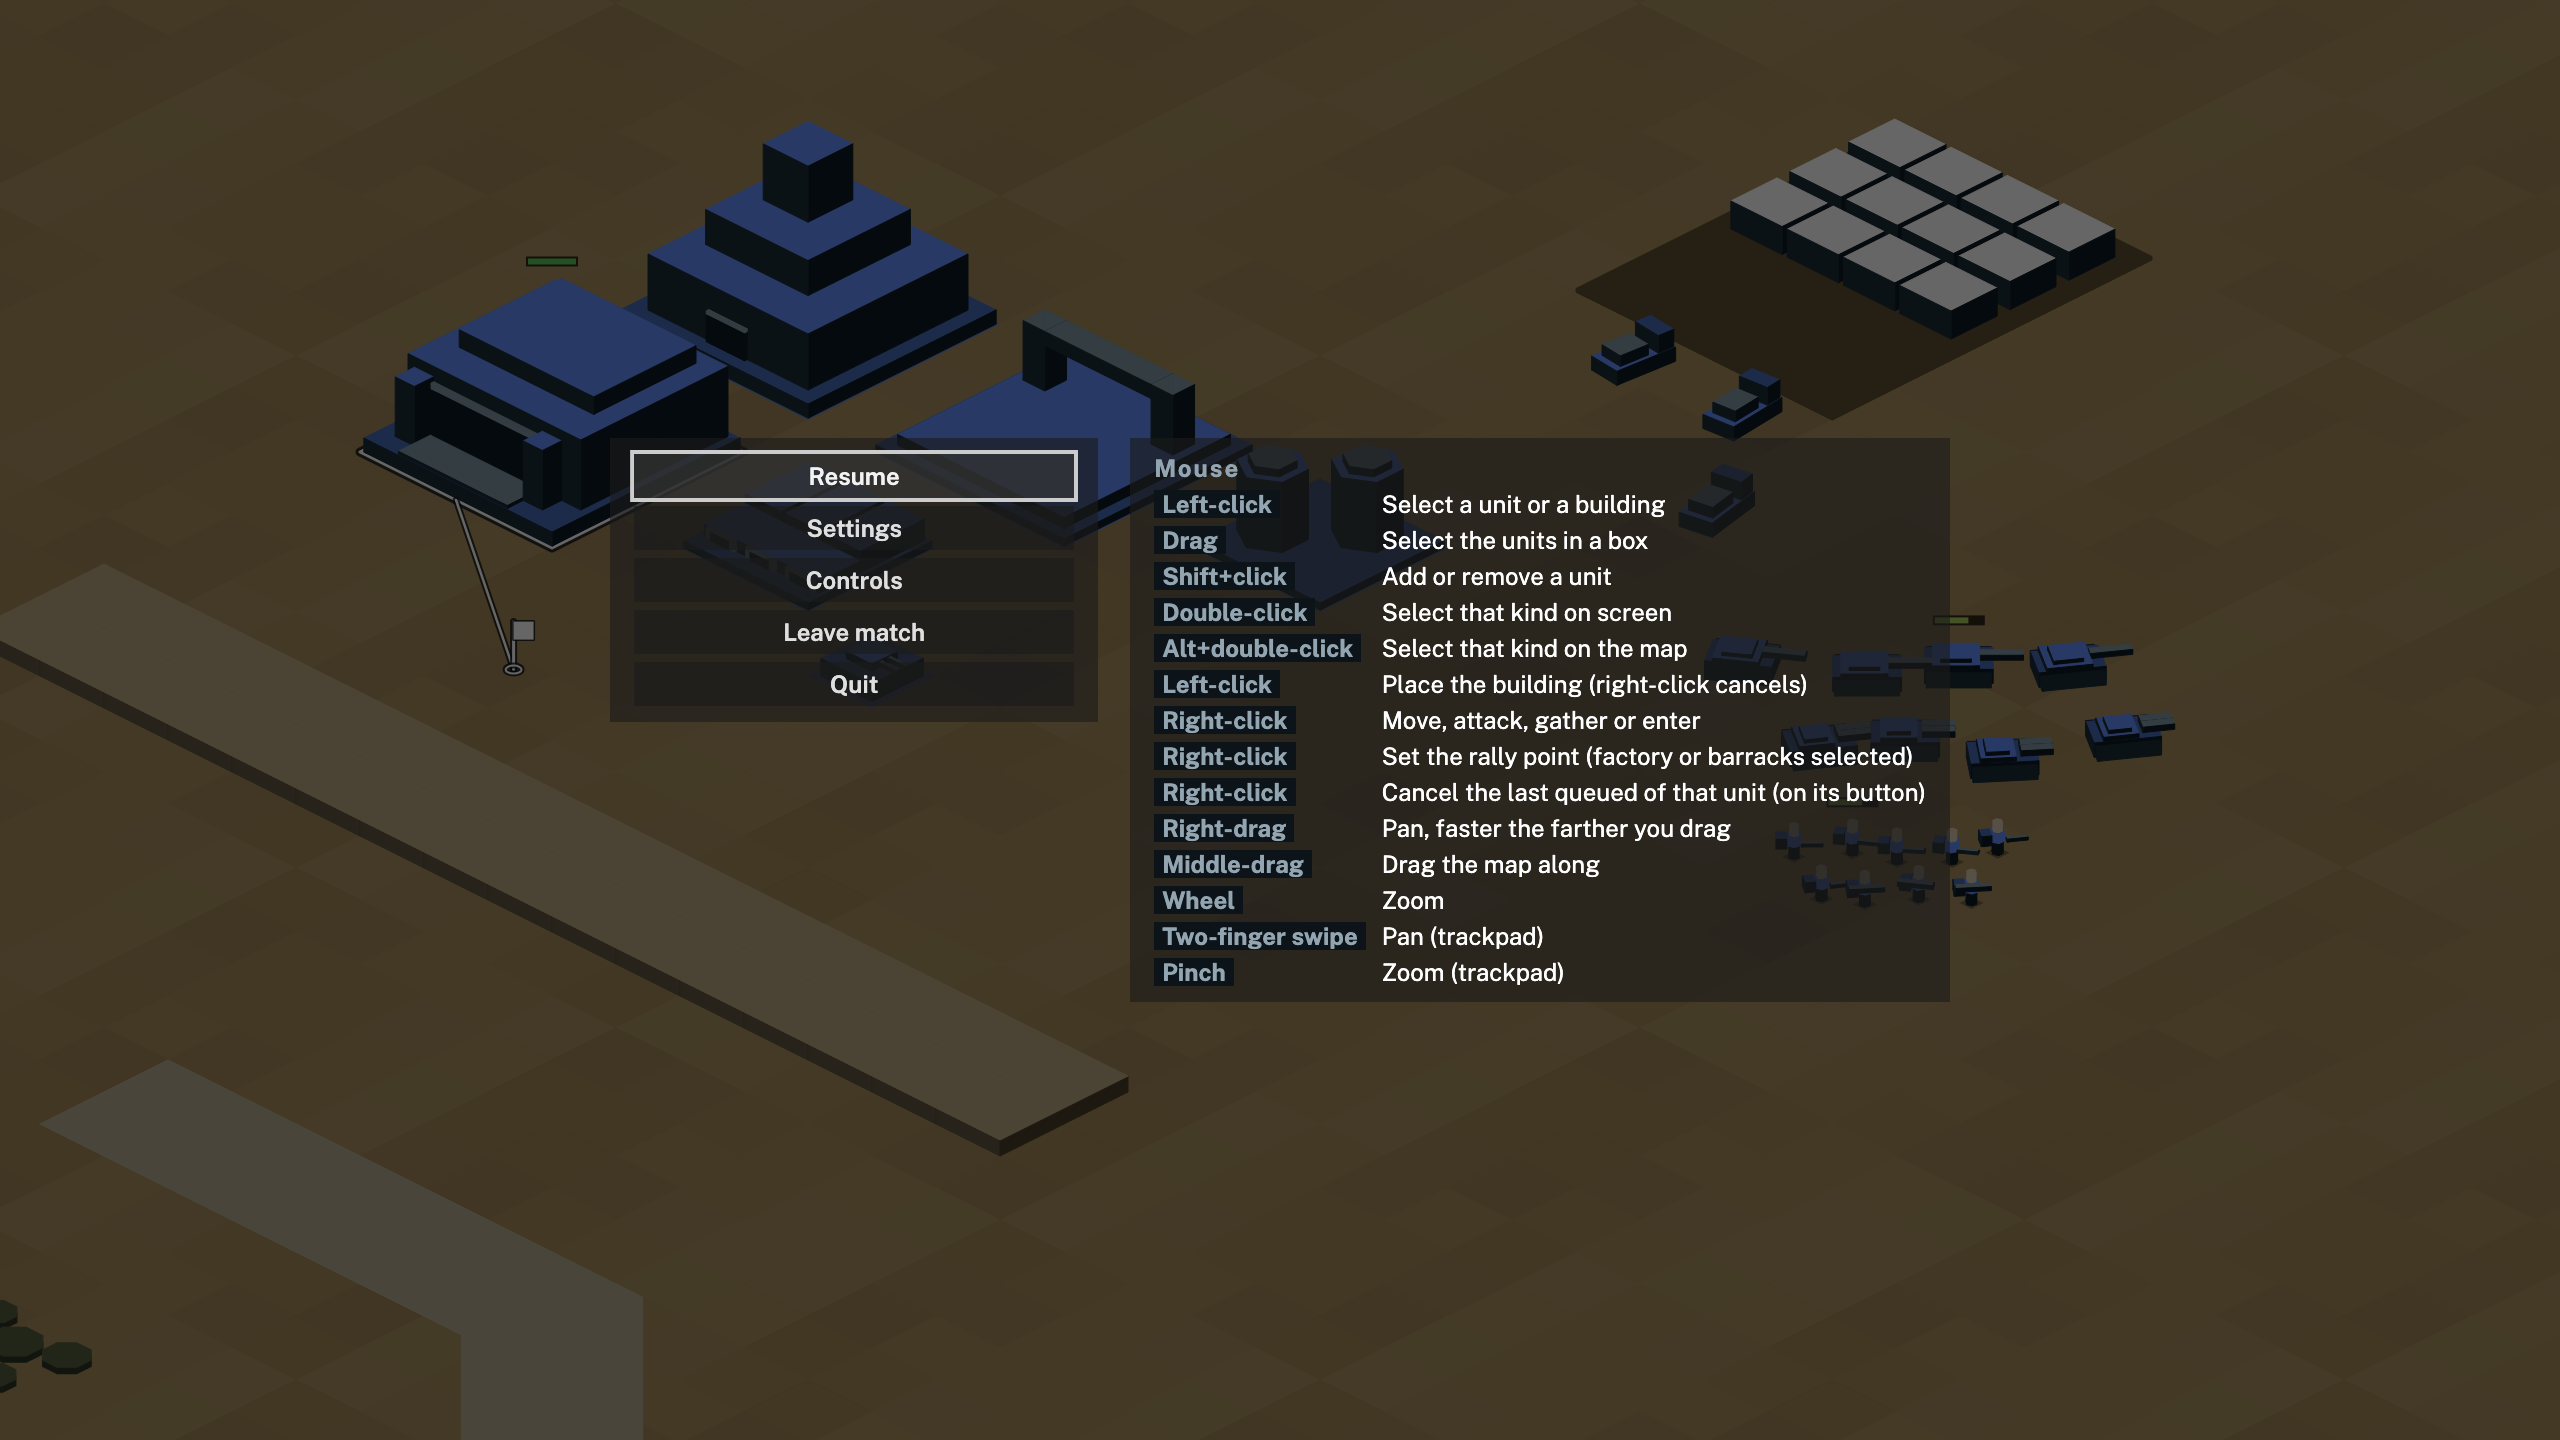 Resume
Settings
Controls
Leave match
Quit
Mouse
Left-click Select a unit or a building
Drag Select the units in a box
Shift+click Add or remove a unit
Double-click Select that kind on screen
Alt+double-click Select that kind on the map
Left-click Place the building (right-click cancels)
Right-click Move, attack, gather or enter
Right-click Set the rally point (factory or barracks selected)
Right-click Cancel the last queued of that unit (on its button)
Right-drag Pan, faster the farther you drag
Middle-drag Drag the map along
Wheel Zoom
Two-finger swipe Pan (trackpad)
Pinch Zoom (trackpad)